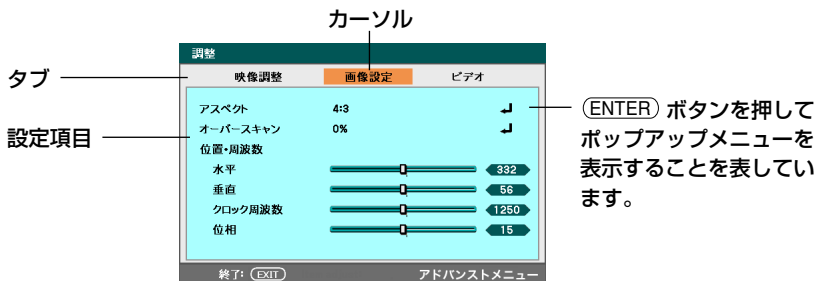 カーソル
調整
タブ
映像調整 画像設定 ビデオ
アスペクト 4:3
オーバースキャン 0%
設定項目
位置・周波数
水平 332
垂直 56
クロック周波数 1250
位相 15
終了: EXIT アドバンストメニュー
ENTER ボタンを押して
ポップアップメニューを
表示することを表してい
ます。